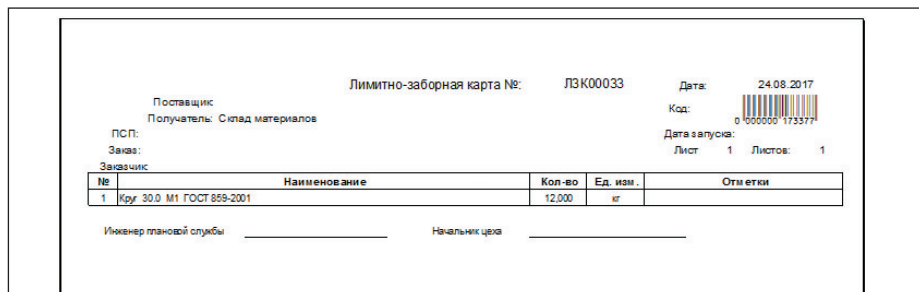 Лимитно-заборная карта №: ЛЗК00033 Дата: 24.08.2017
Поставщик:
Код:
Получатель: Склад материалов
0 000000 173377
ПСП: Дата запуска:
Заказ: Лист 1 Листов: 1
Заказчик:
№ Наименование Кол-во Ед. изм. Отметки
1 Круг 30.0 М1 ГОСТ 859-2001 12,000 кг
Инженер плановой службы Начальник цеха